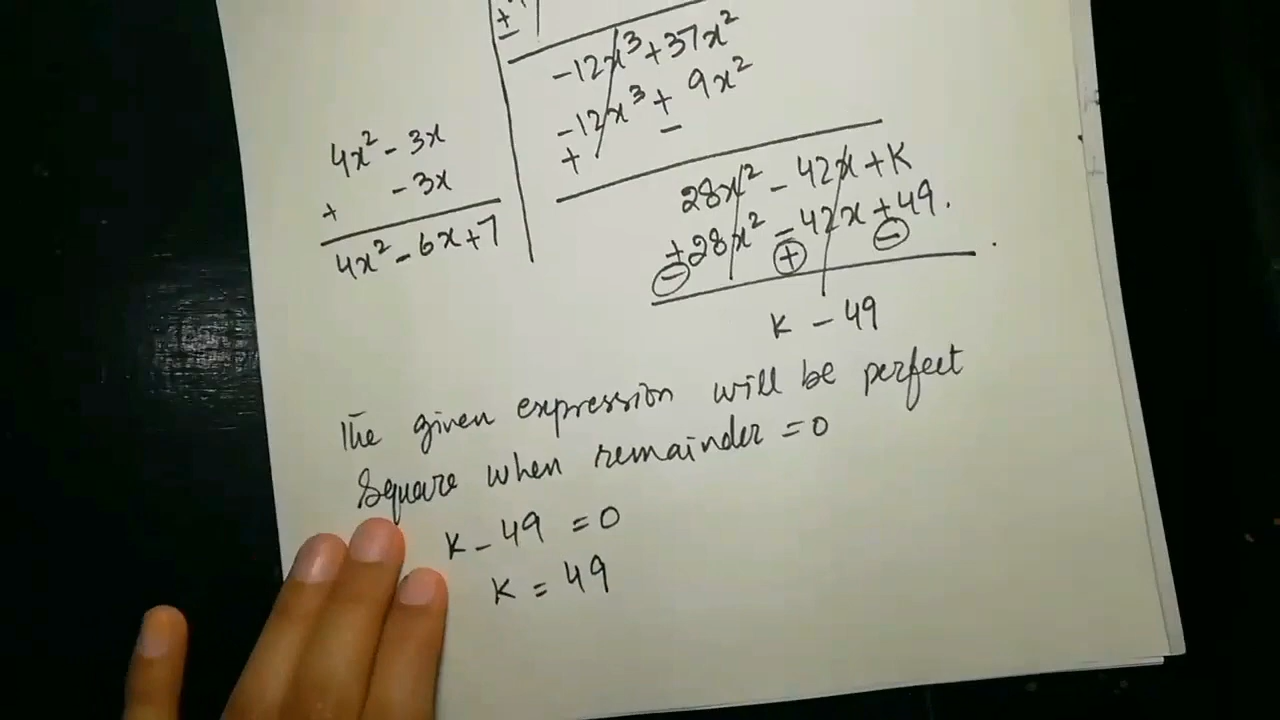 -12x³ + 37x²
-12x³ + 9x²
+ -
4x² - 3x
- 3x
+
4x² - 6x + 7
28x² - 42x + K
+28x² - 42x + 49.
- + -
K - 49
The given expression will be perfect
Square when remainder = 0
K - 49 = 0
K = 49